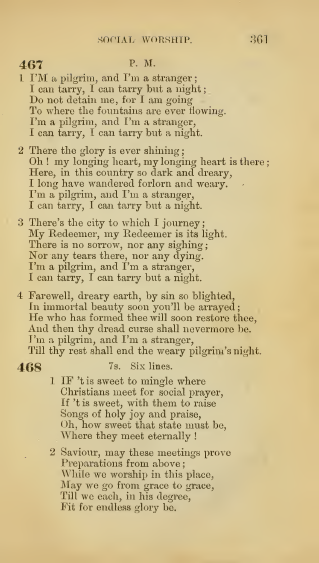 SOCIAL WORSHIP. 361
467 P. M.
1 I'M a pilgrim, and I'm a stranger;
I can tarry, I can tarry but a night;
Do not detain me, for I am going
To where the fountains are ever flowing.
I'm a pilgrim, and I'm a stranger,
I can tarry, I can tarry but a night.
2 There the glory is ever shining;
Oh! my longing heart, my longing heart is there;
Here, in this country so dark and dreary,
I long have wandered forlorn and weary.
I'm a pilgrim, and I'm a stranger,
I can tarry, I can tarry but a night.
3 There's the city to which I journey;
My Redeemer, my Redeemer is its light.
There is no sorrow, nor any sighing;
Nor any tears there, nor any dying.
I'm a pilgrim, and I'm a stranger,
I can tarry, I can tarry but a night.
4 Farewell, dreary earth, by sin so blighted,
In immortal beauty soon you'll be arrayed;
He who has formed thee will soon restore thee,
And then thy dread curse shall nevermore be.
I'm a pilgrim, and I'm a stranger,
Till thy rest shall end the weary pilgrim's night.
468 7s. Six lines.
1 IF 't is sweet to mingle where
Christians meet for social prayer,
If 't is sweet, with them to raise
Songs of holy joy and praise,
Oh, how sweet that state must be,
Where they meet eternally!
2 Saviour, may these meetings prove
Preparations from above;
While we worship in this place,
May we go from grace to grace,
Till we each, in his degree,
Fit for endless glory be.